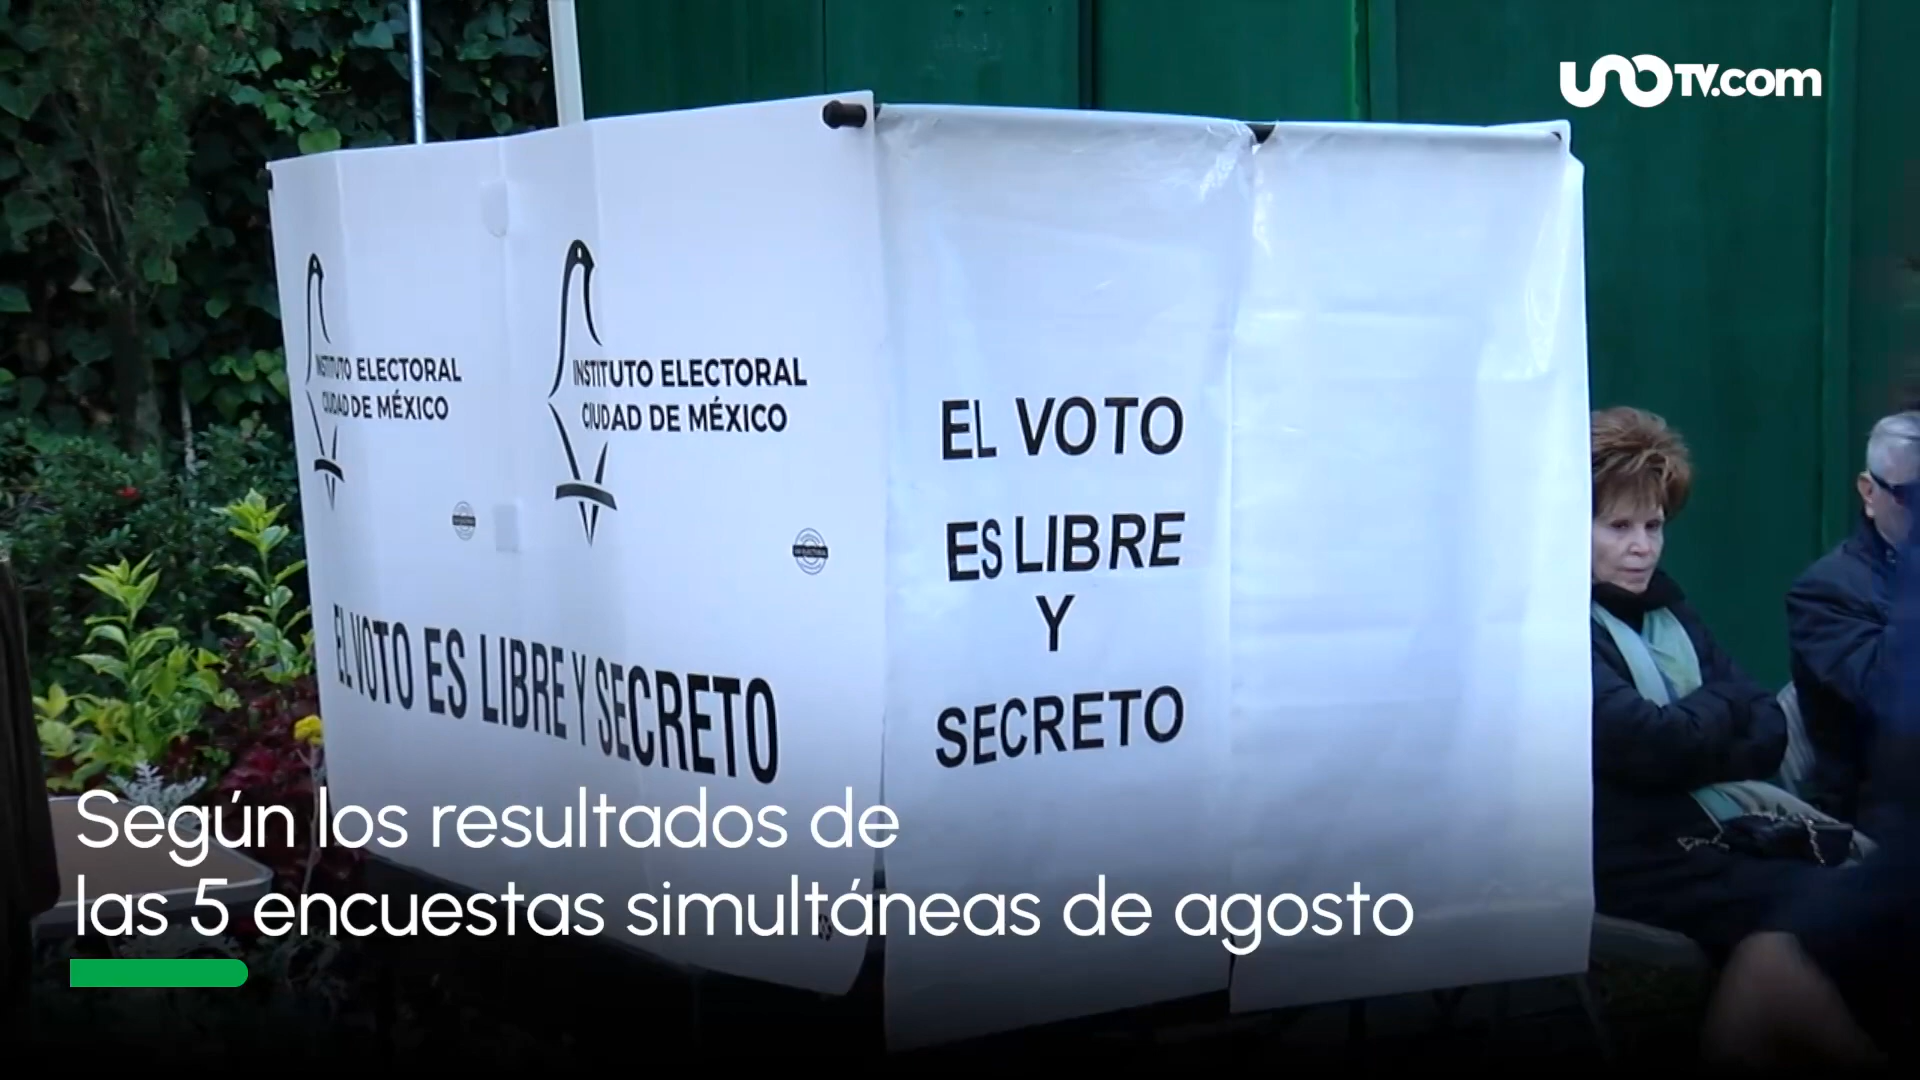 UNOTV.com
INSTITUTO ELECTORAL
CIUDAD DE MÉXICO
INSTITUTO ELECTORAL
CIUDAD DE MÉXICO
EL VOTO ES LIBRE Y SECRETO
EL VOTO
ES LIBRE
Y
SECRETO
Según los resultados de
las 5 encuestas simultáneas de agosto